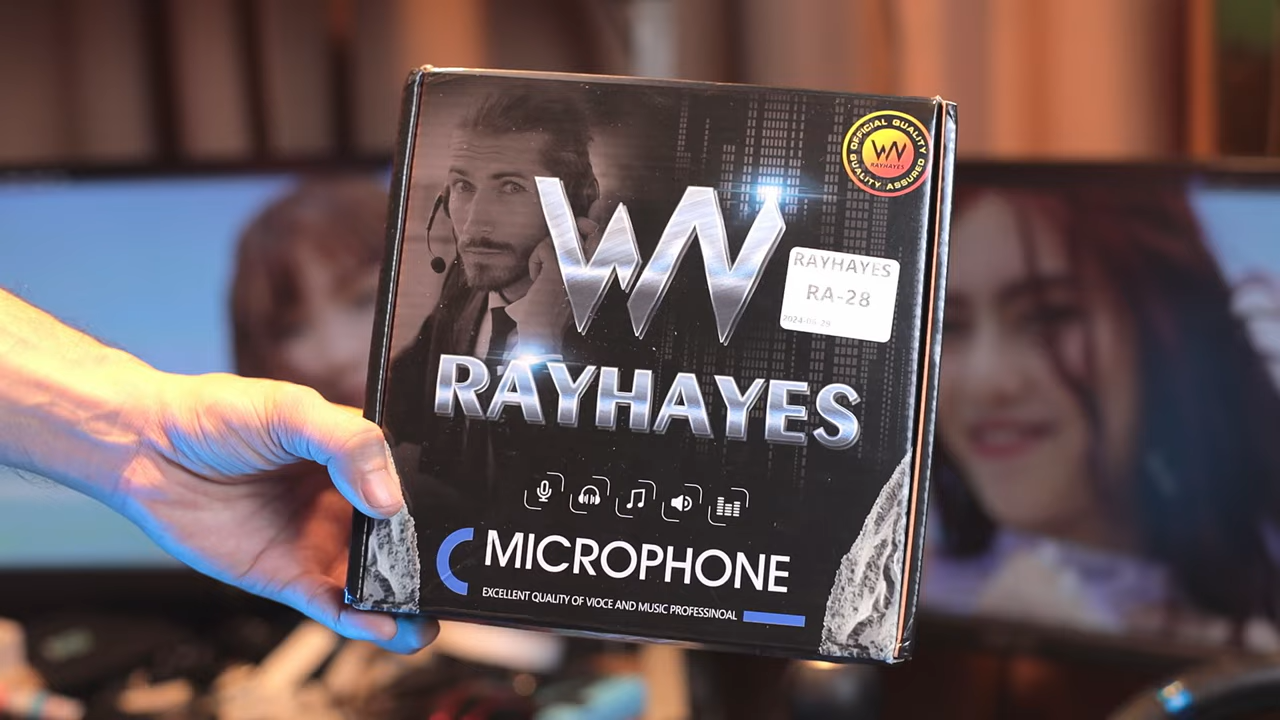 OFFICIAL QUALITY
WN
RAYHAYES
QUALITY ASSURED
WN
RAYHAYES
RA-28
2024-05-29
RAYHAYES
MICROPHONE
EXCELLENT QUALITY OF VIOCE AND MUSIC PROFESSINOAL